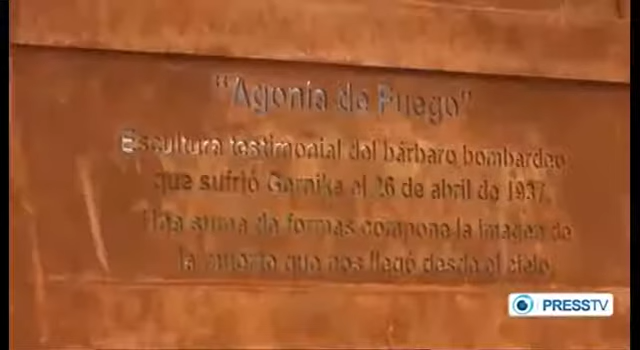 "Agonía de Fuego"
Escultura testimonial del bárbaro bombardeo
que sufrió Gernika el 26 de abril de 1937.
Una suma de formas compone la imagen de
la muerte que nos llegó desde el cielo.
PRESSTV